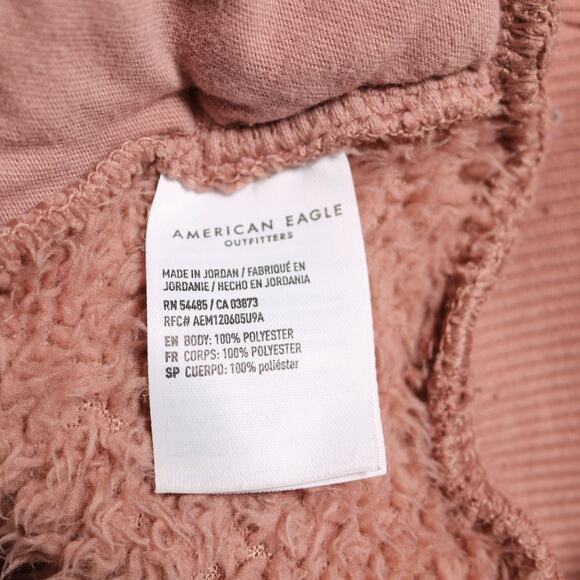 AMERICAN EAGLE
OUTFITTERS
MADE IN JORDAN / FABRIQUÉ EN
JORDANIE / HECHO EN JORDANIA
RN 54485 / CA 03873
RFC# AEM120605U9A
EN BODY: 100% POLYESTER
FR CORPS: 100% POLYESTER
SP CUERPO: 100% poliéster